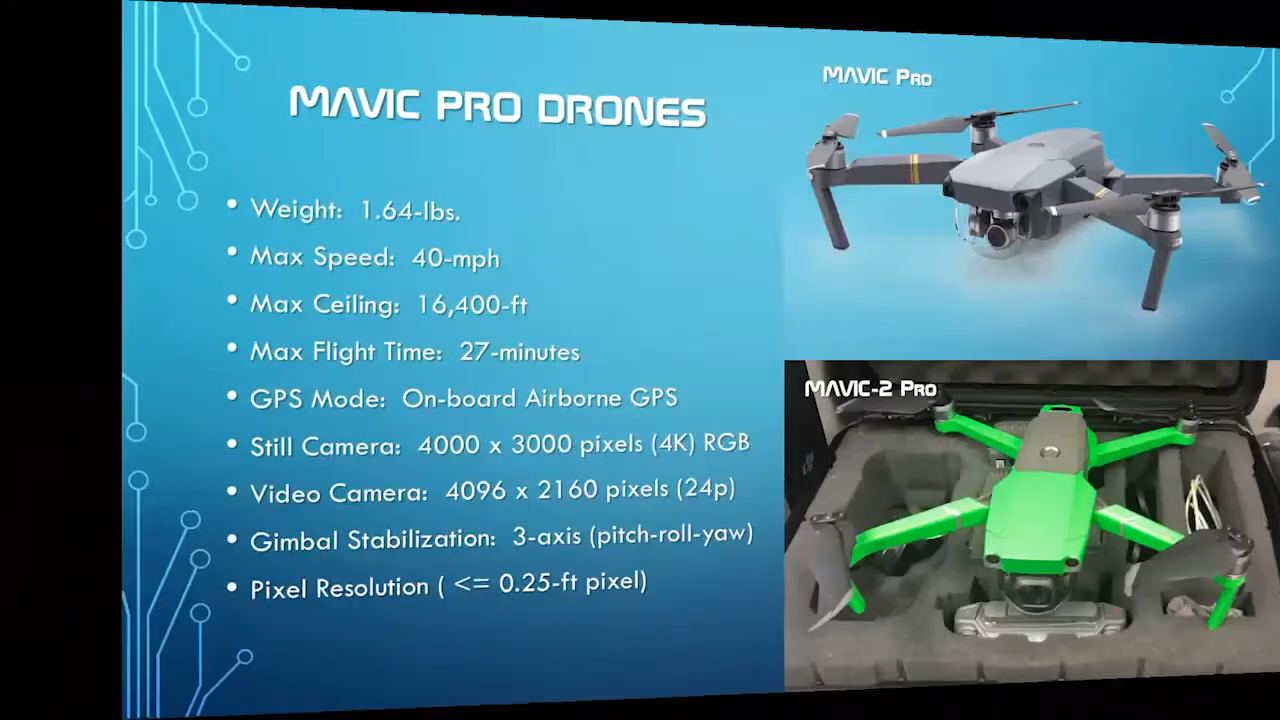 MAVIC PRO DRONES
• Weight: 1.64-lbs.
• Max Speed: 40-mph
• Max Ceiling: 16,400-ft
• Max Flight Time: 27-minutes
• GPS Mode: On-board Airborne GPS
• Still Camera: 4000 x 3000 pixels (4K) RGB
• Video Camera: 4096 x 2160 pixels (24p)
• Gimbal Stabilization: 3-axis (pitch-roll-yaw)
• Pixel Resolution ( <= 0.25-ft pixel)
MAVIC PRO
MAVIC-2 PRO